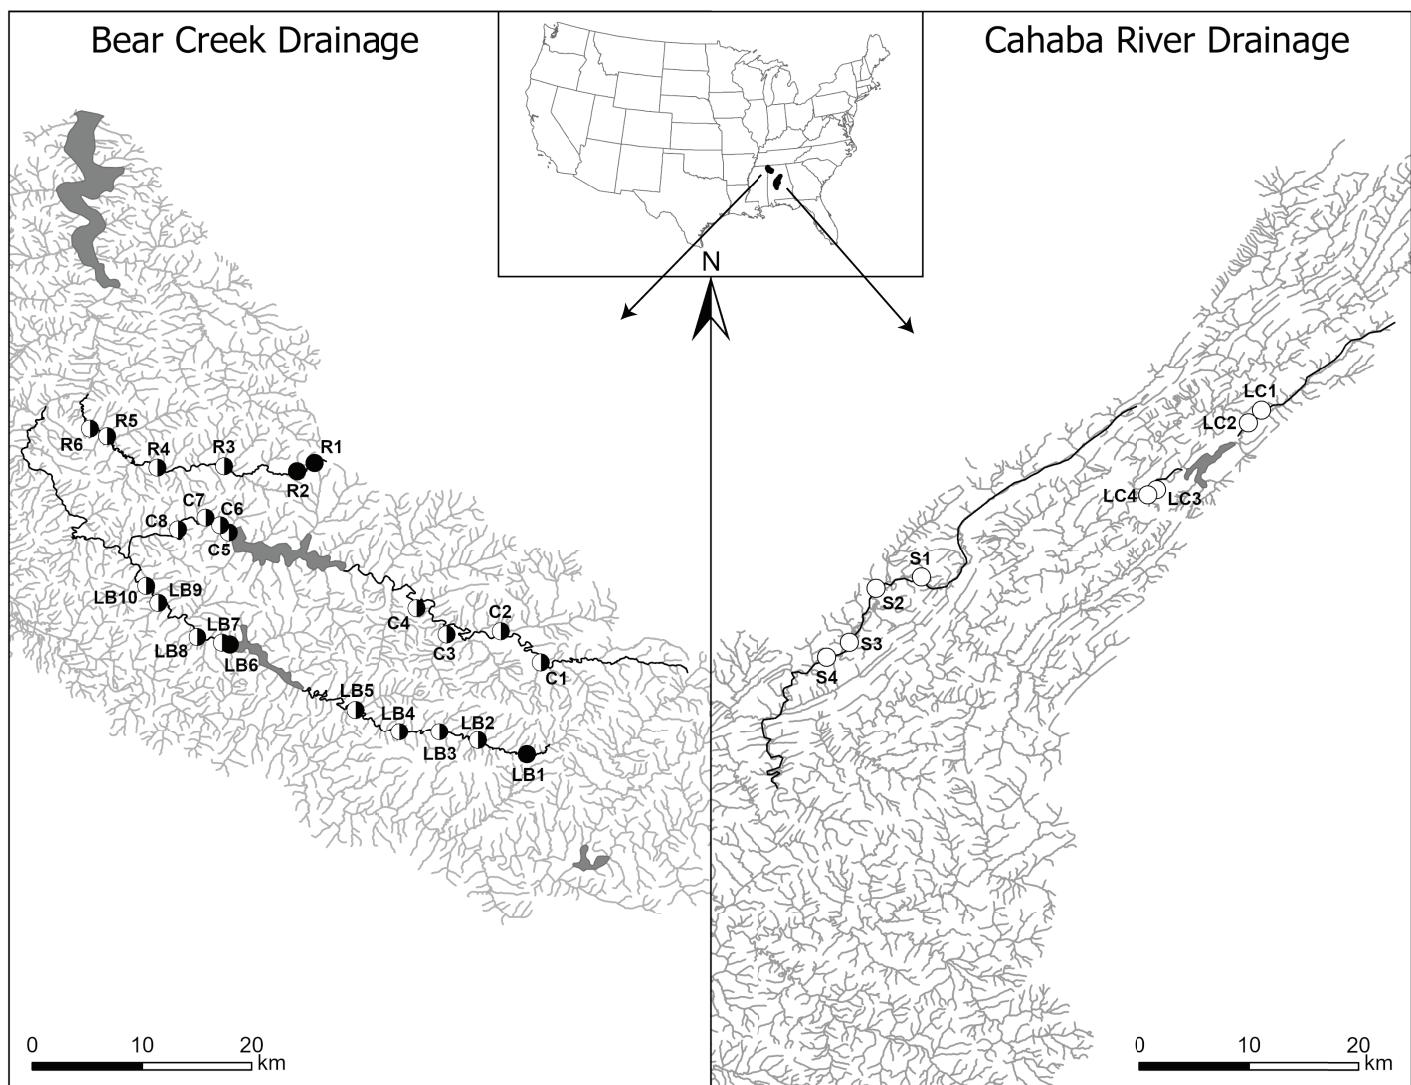 Bear Creek Drainage
Cahaba River Drainage
N
R1
R2
R3
R4
R5
R6
C7
C6
C8
C5
LB10
LB9
LB7
LB8
LB6
C4
C3
C2
C1
LB5
LB4
LB3
LB2
LB1
LC1
LC2
LC4
LC3
S1
S2
S3
S4
0 10 20
km
0 10 20
km